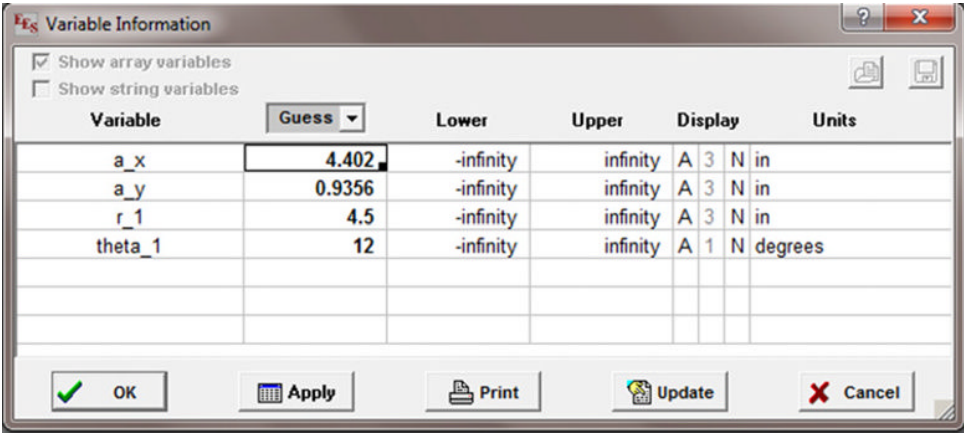 EES Variable Information ? X
Show array variables
Show string variables
Variable Guess Lower Upper Display Units
a_x 4.402 -infinity infinity A 3 N in
a_y 0.9356 -infinity infinity A 3 N in
r_1 4.5 -infinity infinity A 3 N in
theta_1 12 -infinity infinity A 1 N degrees
OK Apply Print Update Cancel